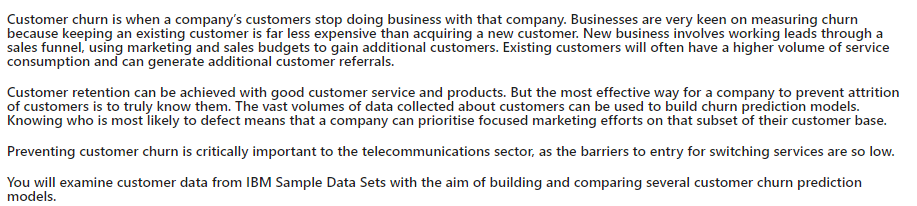 Customer churn is when a company's customers stop doing business with that company. Businesses are very keen on measuring churn
because keeping an existing customer is far less expensive than acquiring a new customer. New business involves working leads through a
sales funnel, using marketing and sales budgets to gain additional customers. Existing customers will often have a higher volume of service
consumption and can generate additional customer referrals.
Customer retention can be achieved with good customer service and products. But the most effective way for a company to prevent attrition
of customers is to truly know them. The vast volumes of data collected about customers can be used to build churn prediction models.
Knowing who is most likely to defect means that a company can prioritise focused marketing efforts on that subset of their customer base.
Preventing customer churn is critically important to the telecommunications sector, as the barriers to entry for switching services are so low.
You will examine customer data from IBM Sample Data Sets with the aim of building and comparing several customer churn prediction
models.